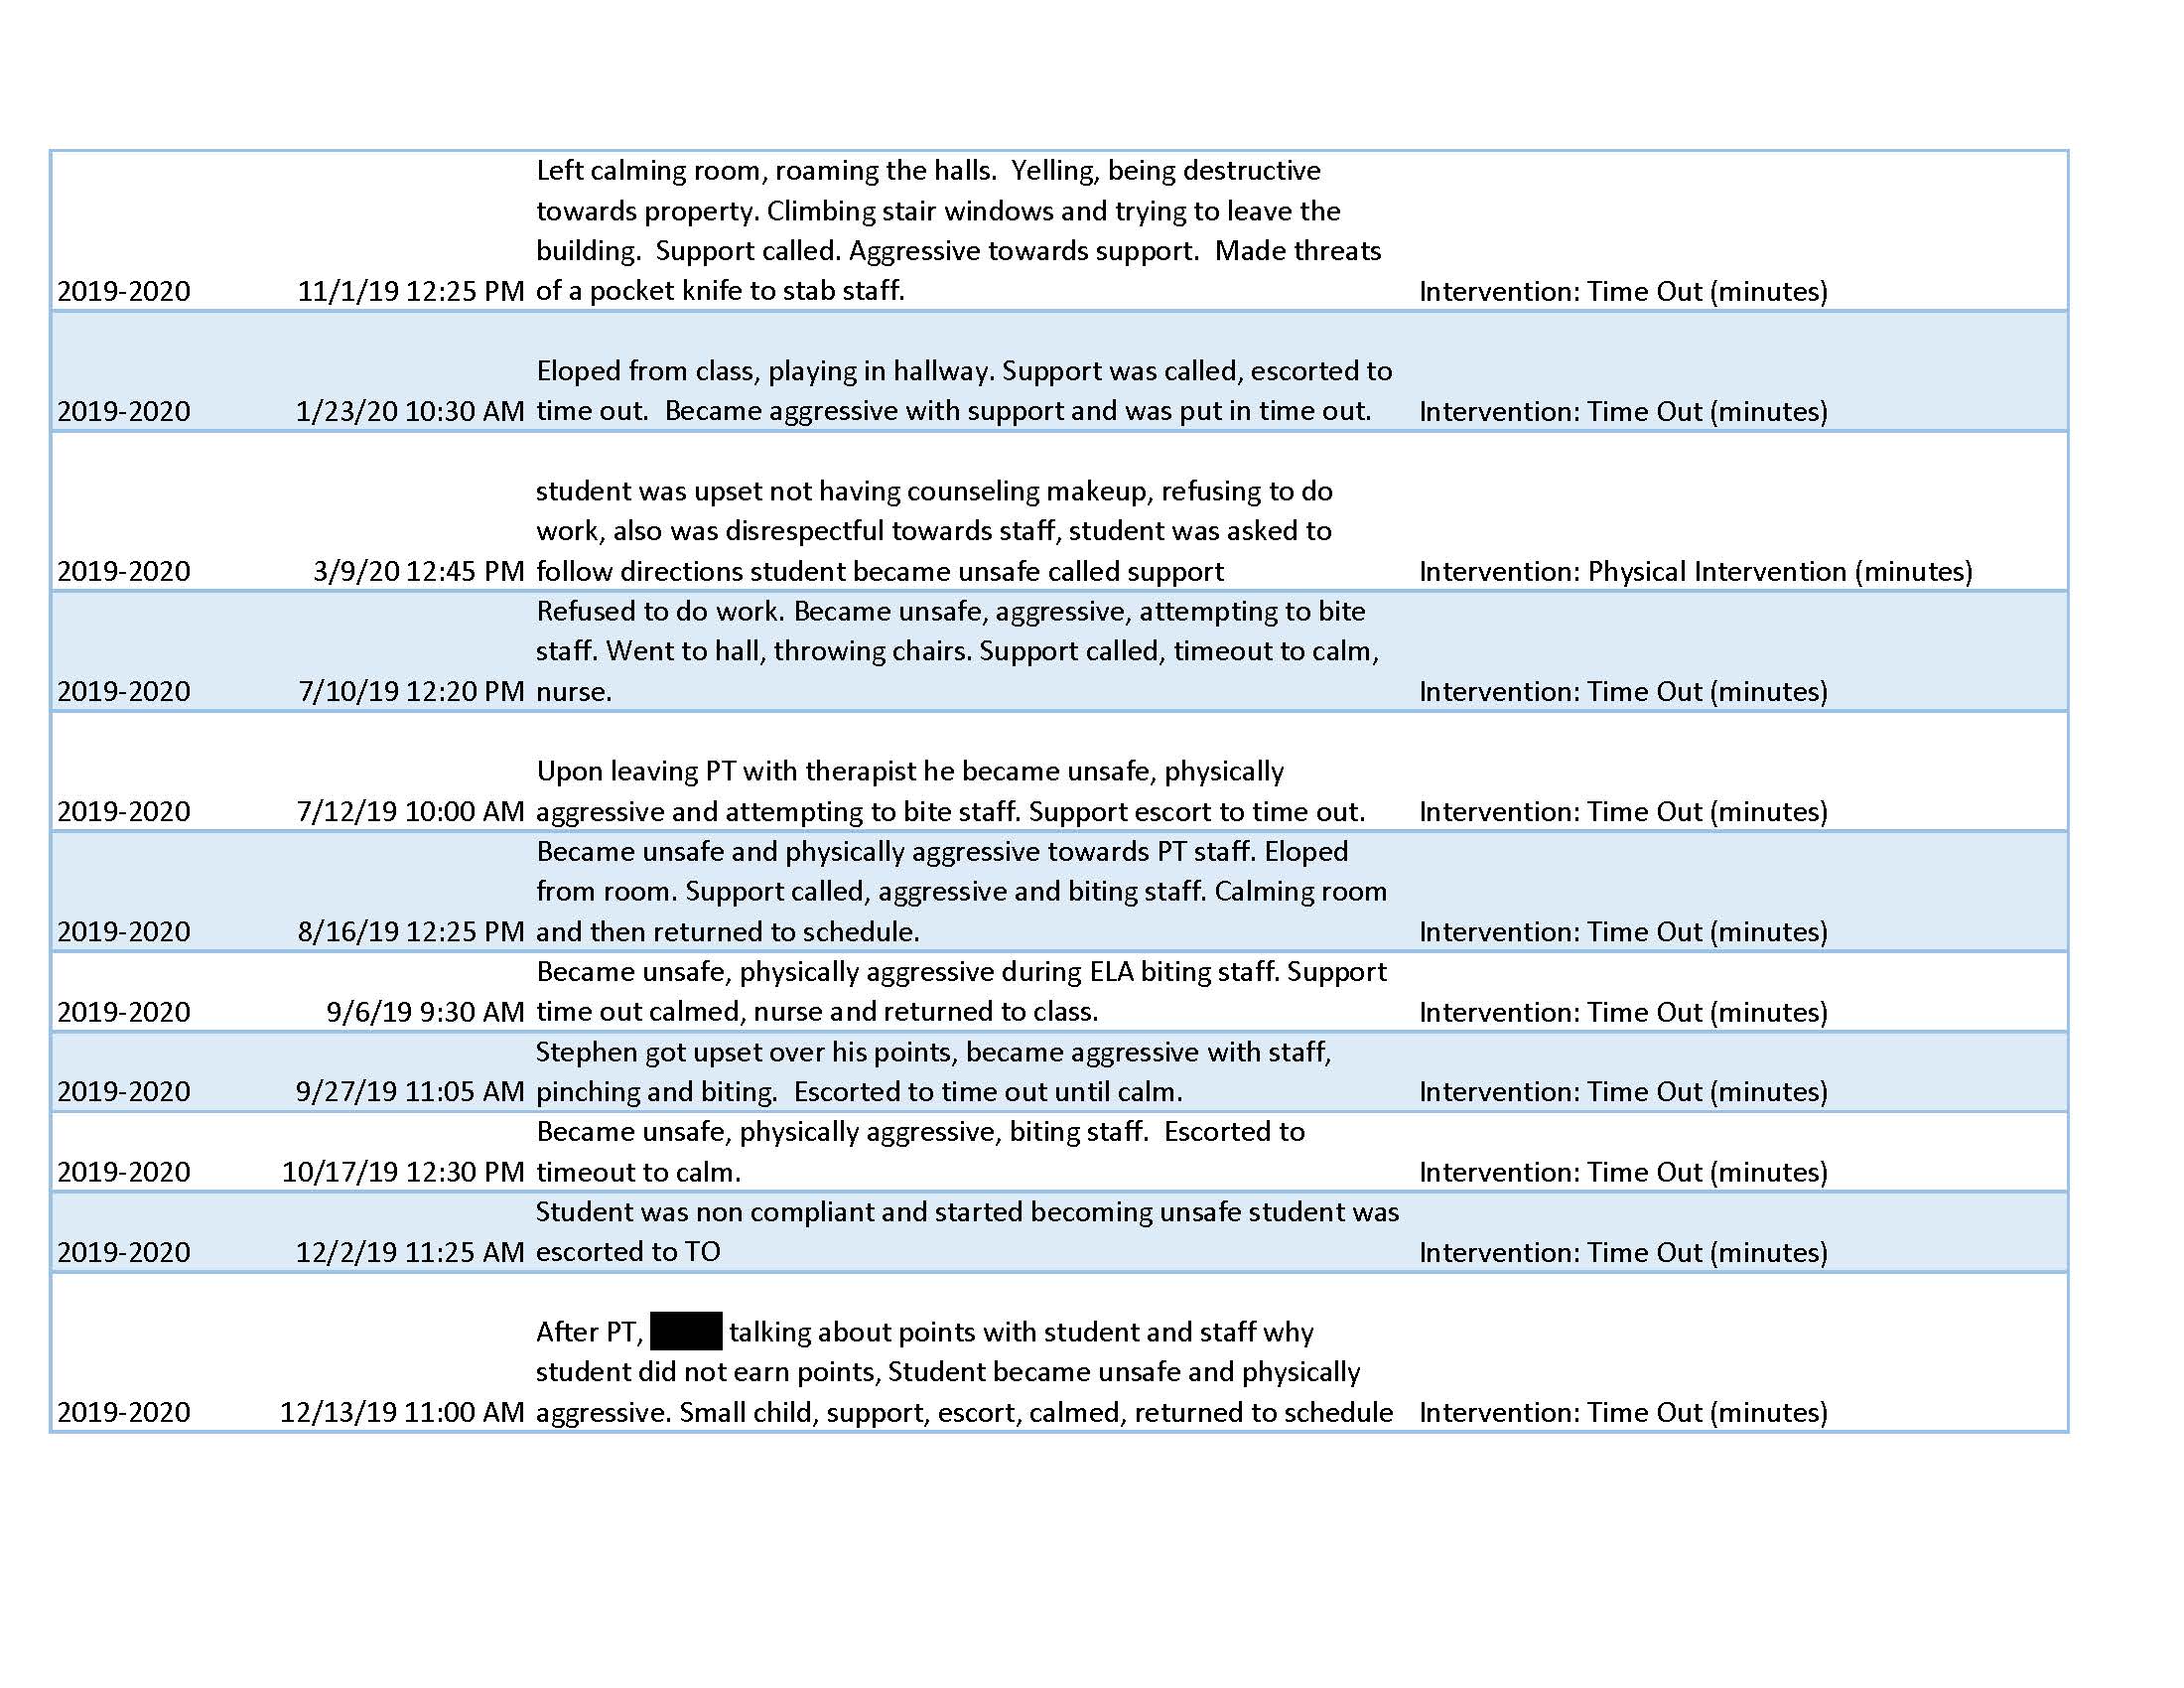 Left calming room, roaming the halls.  Yelling, being destructive
towards property. Climbing stair windows and trying to leave the
building.  Support called. Aggressive towards support.  Made threats
2019-2020 11/1/19 12:25 PM of a pocket knife to stab staff. Intervention: Time Out (minutes)
Eloped from class, playing in hallway. Support was called, escorted to
2019-2020 1/23/20 10:30 AM time out.  Became aggressive with support and was put in time out. Intervention: Time Out (minutes)
student was upset not having counseling makeup, refusing to do
work, also was disrespectful towards staff, student was asked to
2019-2020 3/9/20 12:45 PM follow directions student became unsafe called support Intervention: Physical Intervention (minutes)
Refused to do work. Became unsafe, aggressive, attempting to bite
staff. Went to hall, throwing chairs. Support called, timeout to calm,
2019-2020 7/10/19 12:20 PM nurse. Intervention: Time Out (minutes)
Upon leaving PT with therapist he became unsafe, physically
2019-2020 7/12/19 10:00 AM aggressive and attempting to bite staff. Support escort to time out. Intervention: Time Out (minutes)
Became unsafe and physically aggressive towards PT staff. Eloped
from room. Support called, aggressive and biting staff. Calming room
2019-2020 8/16/19 12:25 PM and then returned to schedule. Intervention: Time Out (minutes)
Became unsafe, physically aggressive during ELA biting staff. Support
2019-2020 9/6/19 9:30 AM time out calmed, nurse and returned to class. Intervention: Time Out (minutes)
Stephen got upset over his points, became aggressive with staff,
2019-2020 9/27/19 11:05 AM pinching and biting.  Escorted to time out until calm. Intervention: Time Out (minutes)
Became unsafe, physically aggressive, biting staff.  Escorted to
2019-2020 10/17/19 12:30 PM timeout to calm. Intervention: Time Out (minutes)
Student was non compliant and started becoming unsafe student was
2019-2020 12/2/19 11:25 AM escorted to TO Intervention: Time Out (minutes)
After PT, talking about points with student and staff why
student did not earn points, Student became unsafe and physically
2019-2020 12/13/19 11:00 AM aggressive. Small child, support, escort, calmed, returned to schedule Intervention: Time Out (minutes)